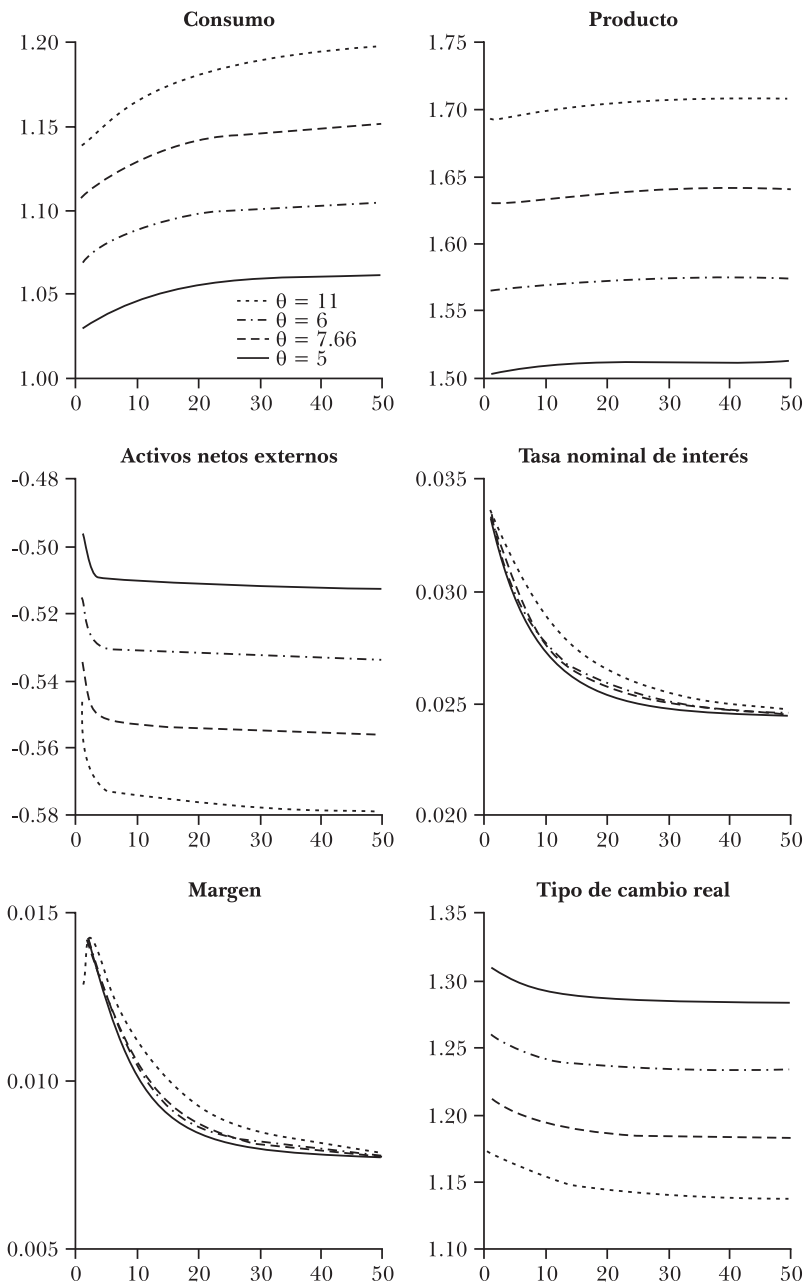 Consumo
1.20
1.15
1.10
1.05
1.00
0 10 20 30 40 50
θ = 11
θ = 6
θ = 7.66
θ = 5
Producto
1.75
1.70
1.65
1.60
1.55
1.50
0 10 20 30 40 50
Activos netos externos
-0.48
-0.50
-0.52
-0.54
-0.56
-0.58
0 10 20 30 40 50
Tasa nominal de interés
0.035
0.030
0.025
0.020
0 10 20 30 40 50
Margen
0.015
0.010
0.005
0 10 20 30 40 50
Tipo de cambio real
1.35
1.30
1.25
1.20
1.15
1.10
0 10 20 30 40 50